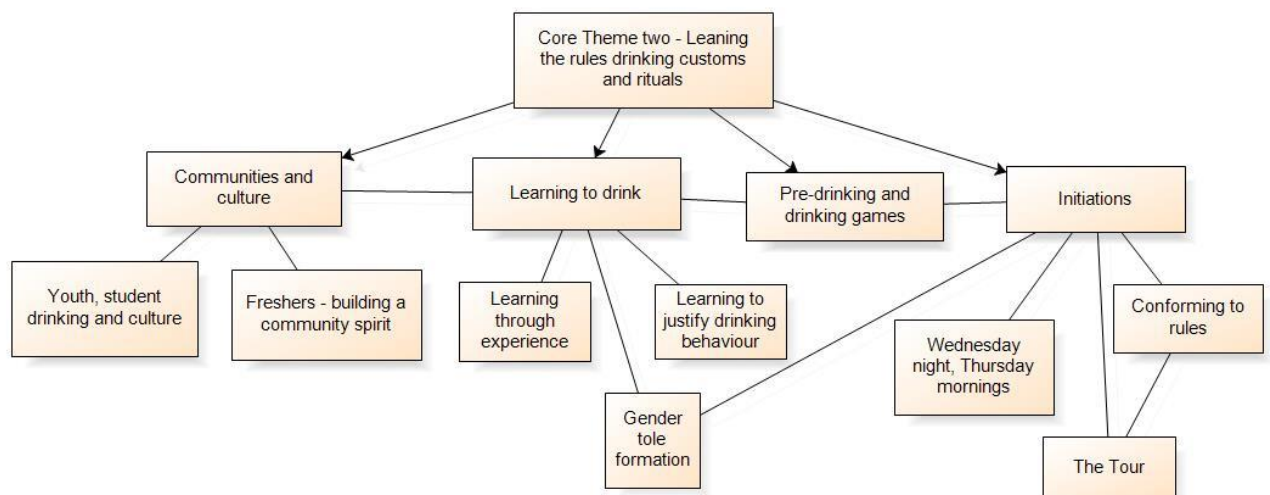 Core Theme two - Leaning
the rules drinking customs
and rituals
Communities and
culture
Learning to drink
Pre-drinking and
drinking games
Initiations
Youth, student
drinking and culture
Freshers - building a
community spirit
Learning
through
experience
Learning to
justify drinking
behaviour
Gender
tole
formation
Wednesday
night, Thursday
mornings
Conforming to
rules
The Tour